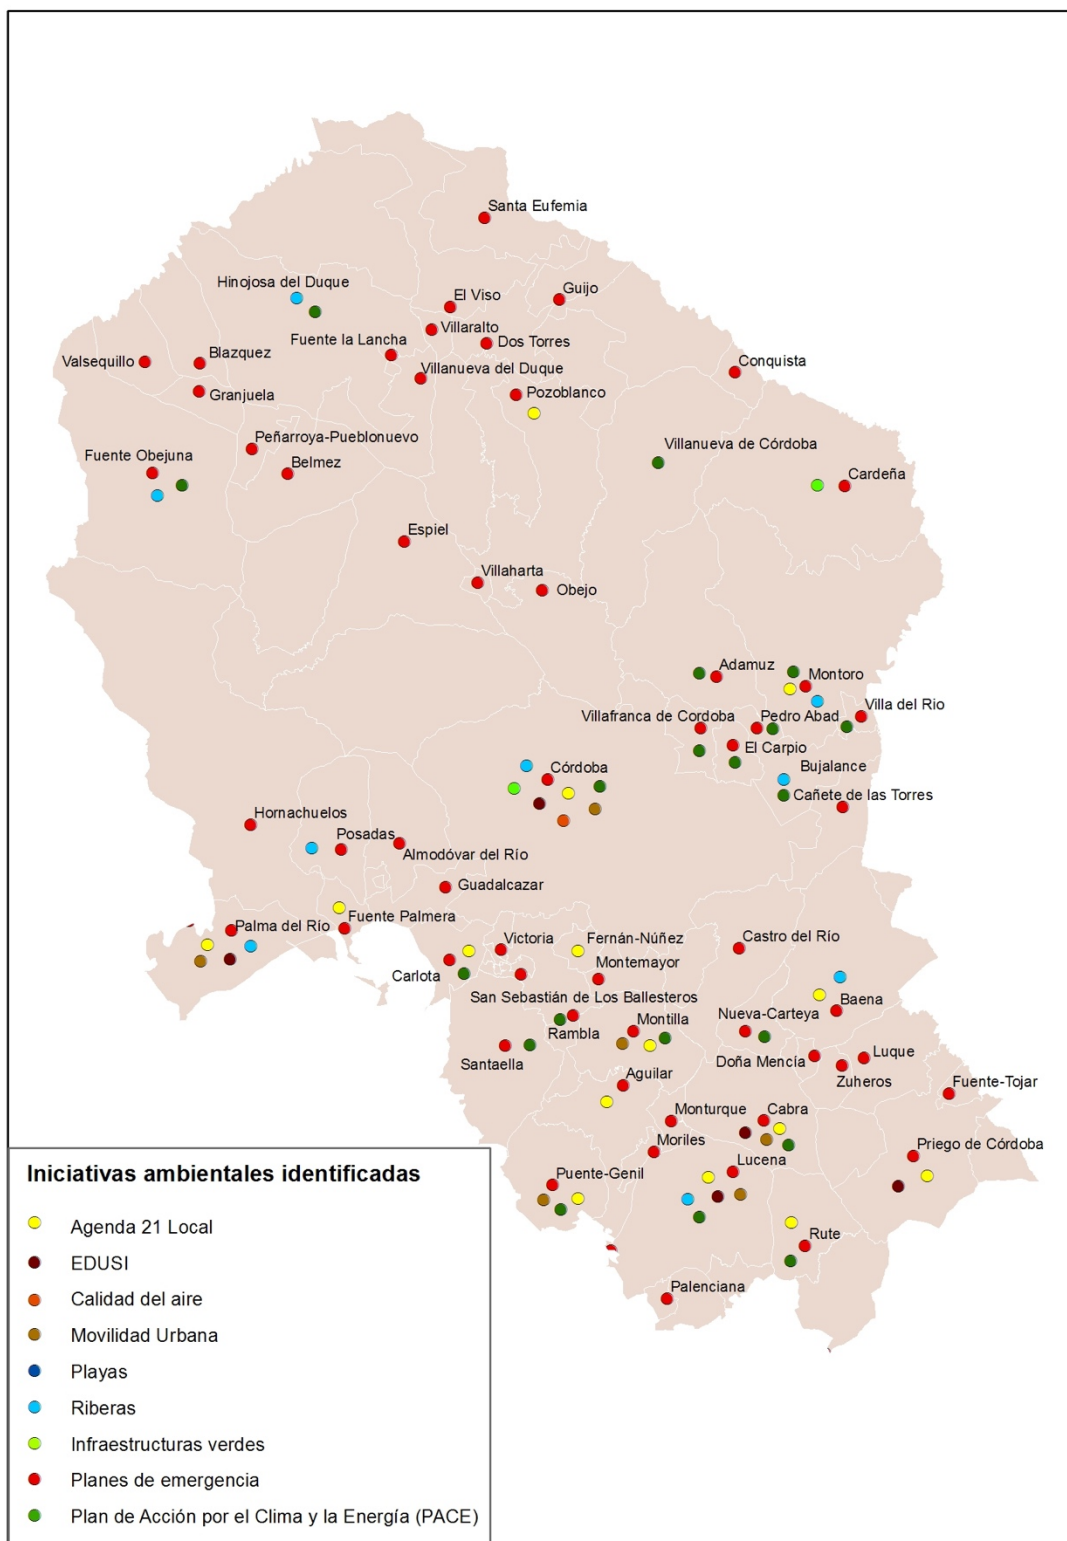 Santa Eufemia
Hinojosa del Duque
Guijo
El Viso
Villaralto
Fuente la Lancha
Dos Torres
Valsequillo
Blazquez
Conquista
Villanueva del Duque
Granjuela
Pozoblanco
Peñarroya-Pueblonuevo
Villanueva de Córdoba
Fuente Obejuna
Belmez
Cardeña
Espiel
Villaharta
Obejo
Adamuz
Montoro
Villa del Rio
Villafranca de Cordoba
Pedro Abad
El Carpio
Córdoba
Bujalance
Cañete de las Torres
Hornachuelos
Posadas
Almodóvar del Río
Guadalcazar
Palma del Río
Fuente Palmera
Victoria
Fernán-Núñez
Castro del Río
Carlota
Montemayor
San Sebastián de Los Ballesteros
Baena
Nueva-Carteya
Montilla
Rambla
Santaella
Doña Mencía
Luque
Zuheros
Aguilar
Fuente-Tojar
Monturque
Cabra
Moriles
Priego de Córdoba
Lucena
Puente-Genil
Rute
Palenciana
Iniciativas ambientales identificadas
Agenda 21 Local
EDUSI
Calidad del aire
Movilidad Urbana
Playas
Riberas
Infraestructuras verdes
Planes de emergencia
Plan de Acción por el Clima y la Energía (PACE)